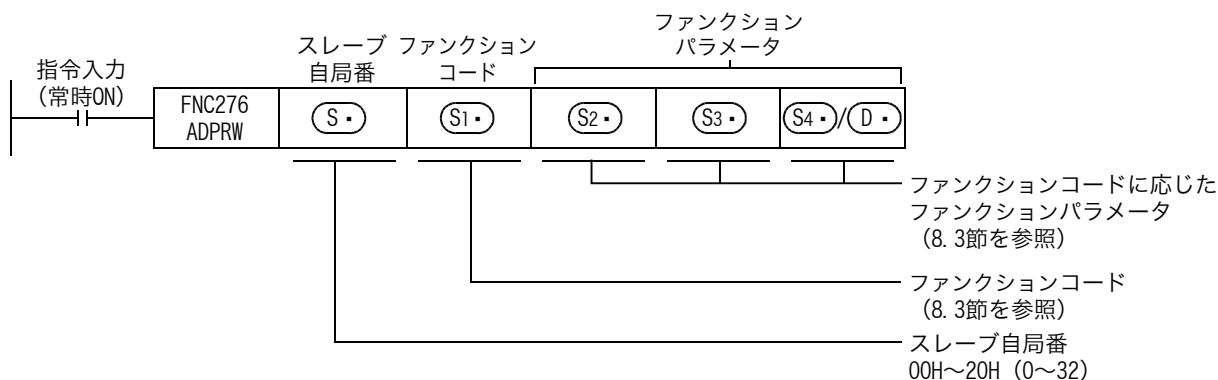 ファンクション
パラメータ
スレーブ
自局番
ファンクション
コード
指令入力
(常時ON)
FNC276
ADPRW
S・
S1・
S2・
S3・
S4・/D・
ファンクションコードに応じた
ファンクションパラメータ
(8.3節を参照)
ファンクションコード
(8.3節を参照)
スレーブ自局番
00H～20H (0～32)